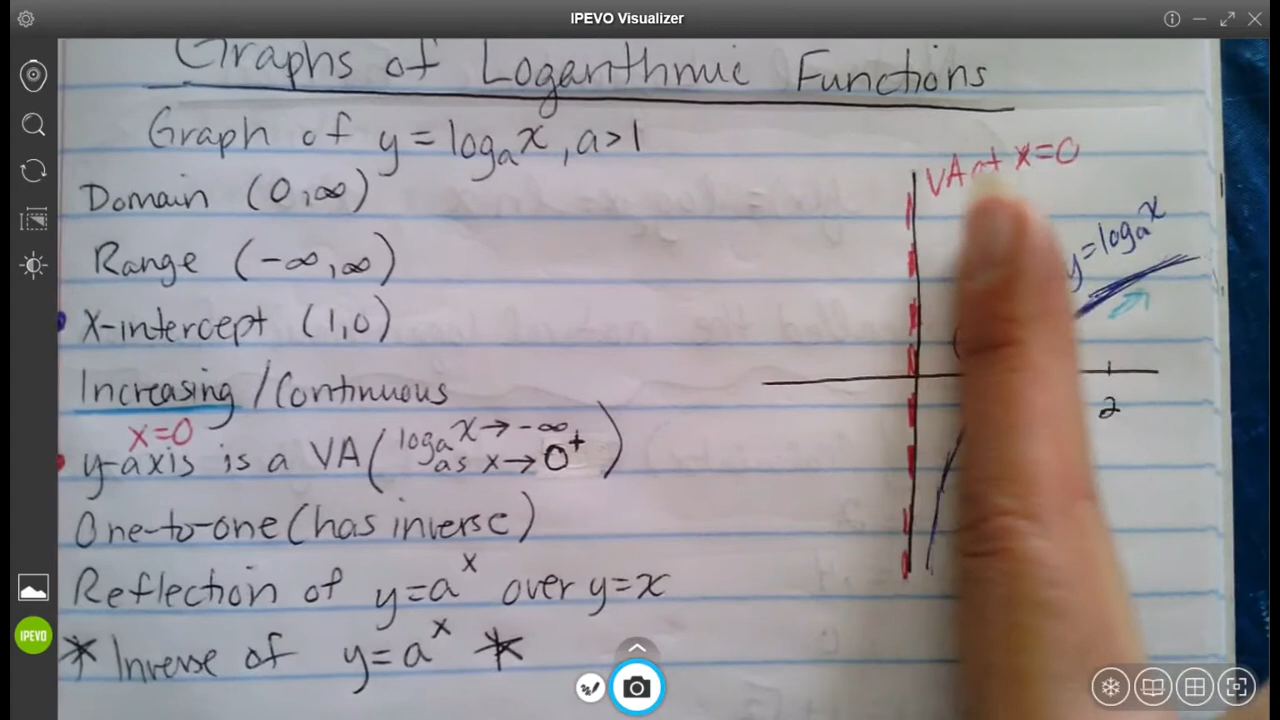 IPEVO Visualizer
Graphs of Logarithmic Functions
Graph of y = logₐx, a>1
Domain (0,∞)
Range (-∞,∞)
X-intercept (1,0)
Increasing / Continuous
x=0
y-axis is a VA (logₐx → -∞
as x → 0⁺)
One-to-one (has inverse)
Reflection of y=aˣ over y=x
* Inverse of y=aˣ *
VA at x=0
y=logₐx
2
IPEVO